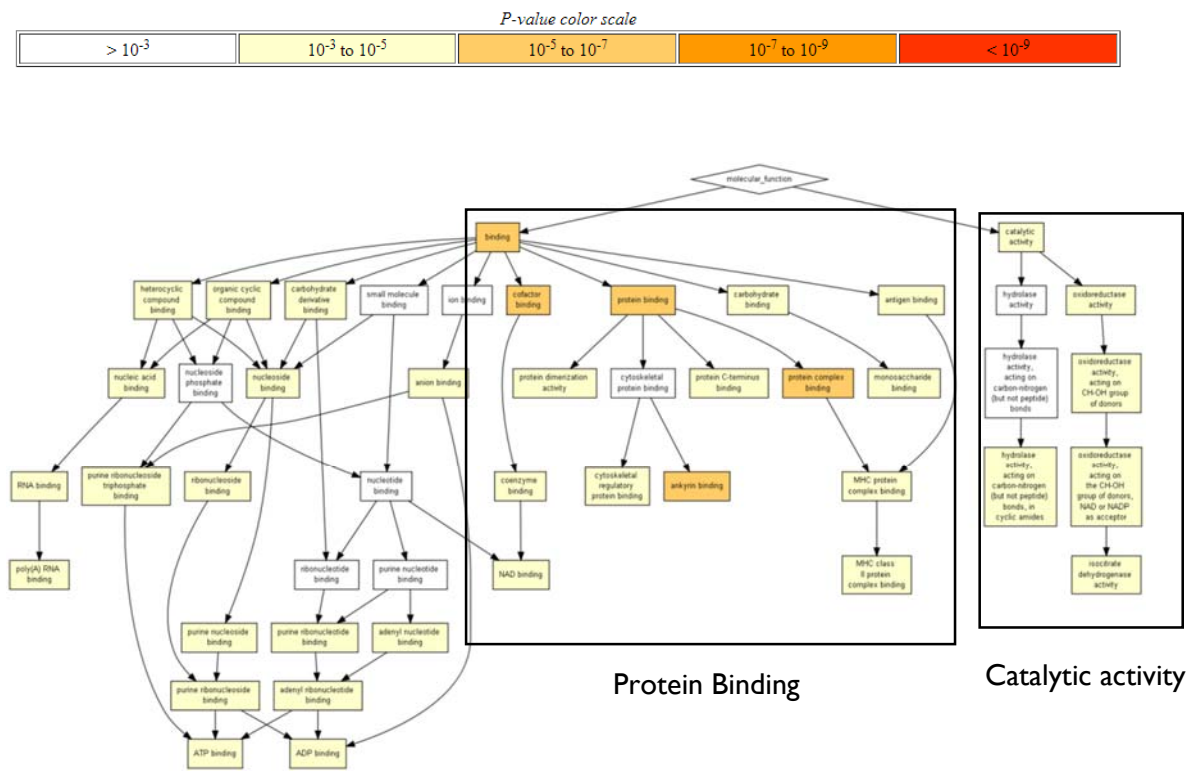 P-value color scale
> 10-3
10-3 to 10-5
10-5 to 10-7
10-7 to 10-9
< 10-9
molecular_function
binding
catalytic
activity
heterocyclic
compound
binding
organic cyclic
compound
binding
carbohydrate
derivative
binding
small molecule
binding
ion binding
cofactor
binding
protein binding
carbohydrate
binding
antigen binding
hydrolase
activity
oxidoreductase
activity
nucleic acid
binding
nucleoside
phosphate
binding
nucleoside
binding
anion binding
protein dimerization
activity
cytoskeletal
protein binding
protein C-terminus
binding
protein complex
binding
monosaccharide
binding
hydrolase
activity,
acting on
carbon-nitrogen
(but not peptide)
bonds
oxidoreductase
activity,
acting on
CH-OH group
of donors
RNA binding
purine ribonucleoside
triphosphate
binding
ribonucleoside
binding
nucleotide
binding
coenzyme
binding
cytoskeletal
regulatory
protein binding
ankyrin binding
MHC protein
complex binding
hydrolase
activity,
acting on
carbon-nitrogen
(but not peptide)
bonds, in
cyclic amides
oxidoreductase
activity,
acting on
the CH-OH
group of donors,
NAD or NADP
as acceptor
poly(A) RNA
binding
ribonucleotide
binding
purine nucleotide
binding
NAD binding
MHC class
II protein
complex binding
isocitrate
dehydrogenase
activity
purine nucleoside
binding
purine ribonucleotide
binding
adenyl nucleotide
binding
purine ribonucleoside
binding
adenyl ribonucleotide
binding
Protein Binding
Catalytic activity
ATP binding
ADP binding